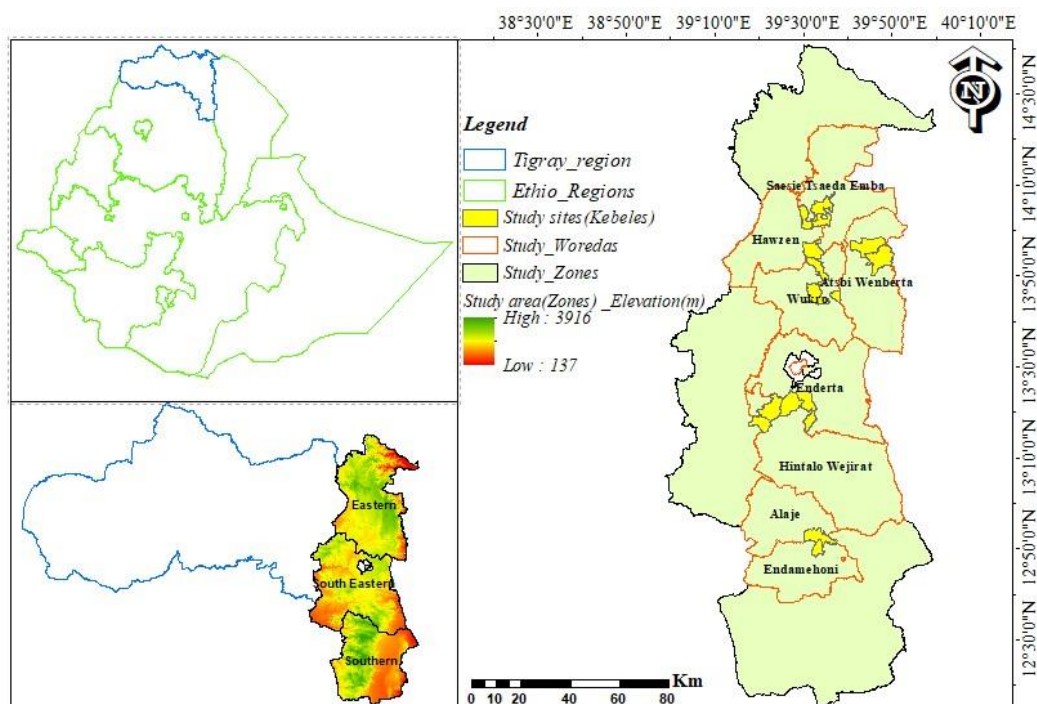 38°30'0"E 38°50'0"E 39°10'0"E 39°30'0"E 39°50'0"E 40°10'0"E
N
Legend
Tigray_region
Ethio_Regions
Study sites(Kebeles)
Study_Woredas
Study_Zones
Study area(Zones) _Elevation(m)
High : 3916
Low : 137
Eastern
South Eastern
Southern
Saesie Tsaeda Emba
Hawzen
Atsbi Wenberta
Wukro
Enderta
Hintalo Wejirat
Alaje
Endamehoni
14°30'0"N
14°10'0"N
13°50'0"N
13°30'0"N
13°10'0"N
12°50'0"N
12°30'0"N
Km
0 10 20 40 60 80